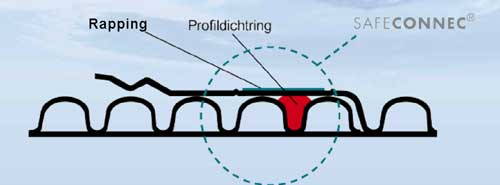 Rapping
Profildichtring
SAFECONNEC®